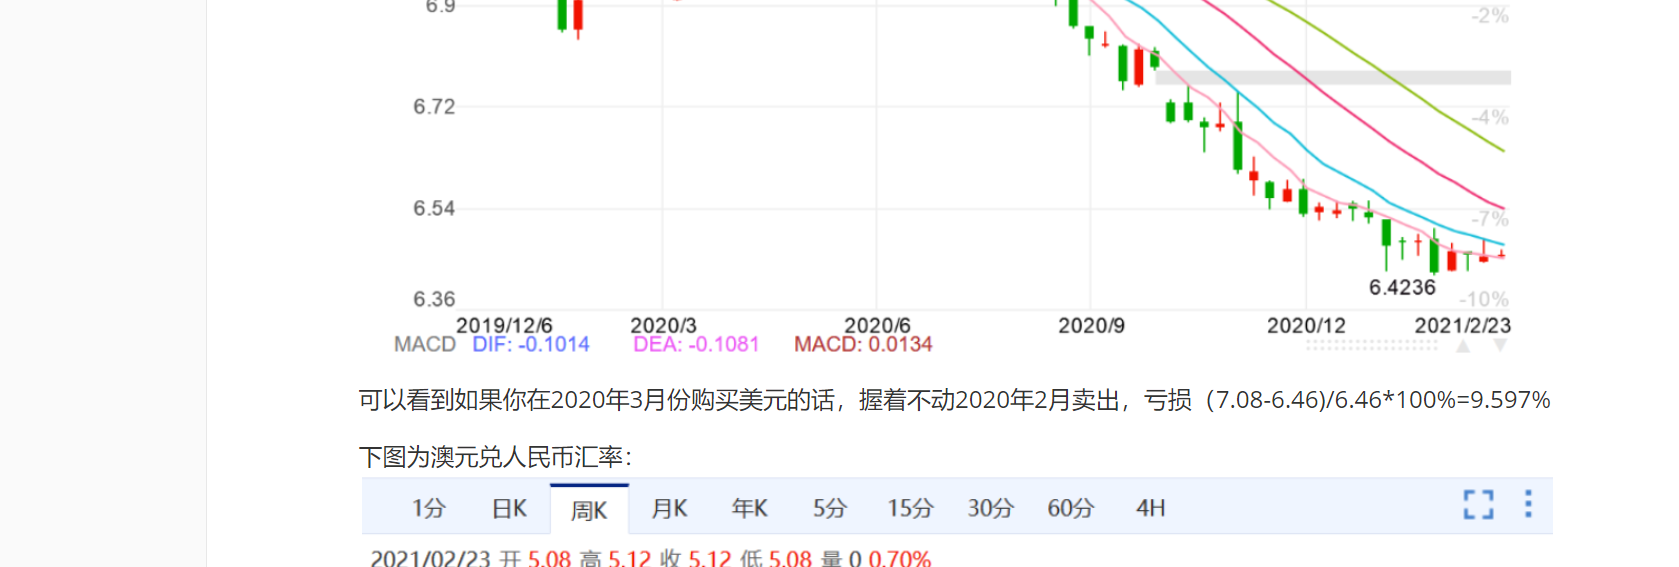 6.9
-2%
6.72
-4%
6.54
-7%
6.4236
6.36
-10%
2019/12/6 2020/3 2020/6 2020/9 2020/12 2021/2/23
MACD DIF: -0.1014 DEA: -0.1081 MACD: 0.0134
可以看到如果你在2020年3月份购买美元的话，握着不动2020年2月卖出，亏损（7.08-6.46)/6.46*100%=9.597%
下图为澳元兑人民币汇率：
1分 日K 周K 月K 年K 5分 15分 30分 60分 4H
2021/02/23 开 5.08 高 5.12 收 5.12 低 5.08 量 0 0.70%